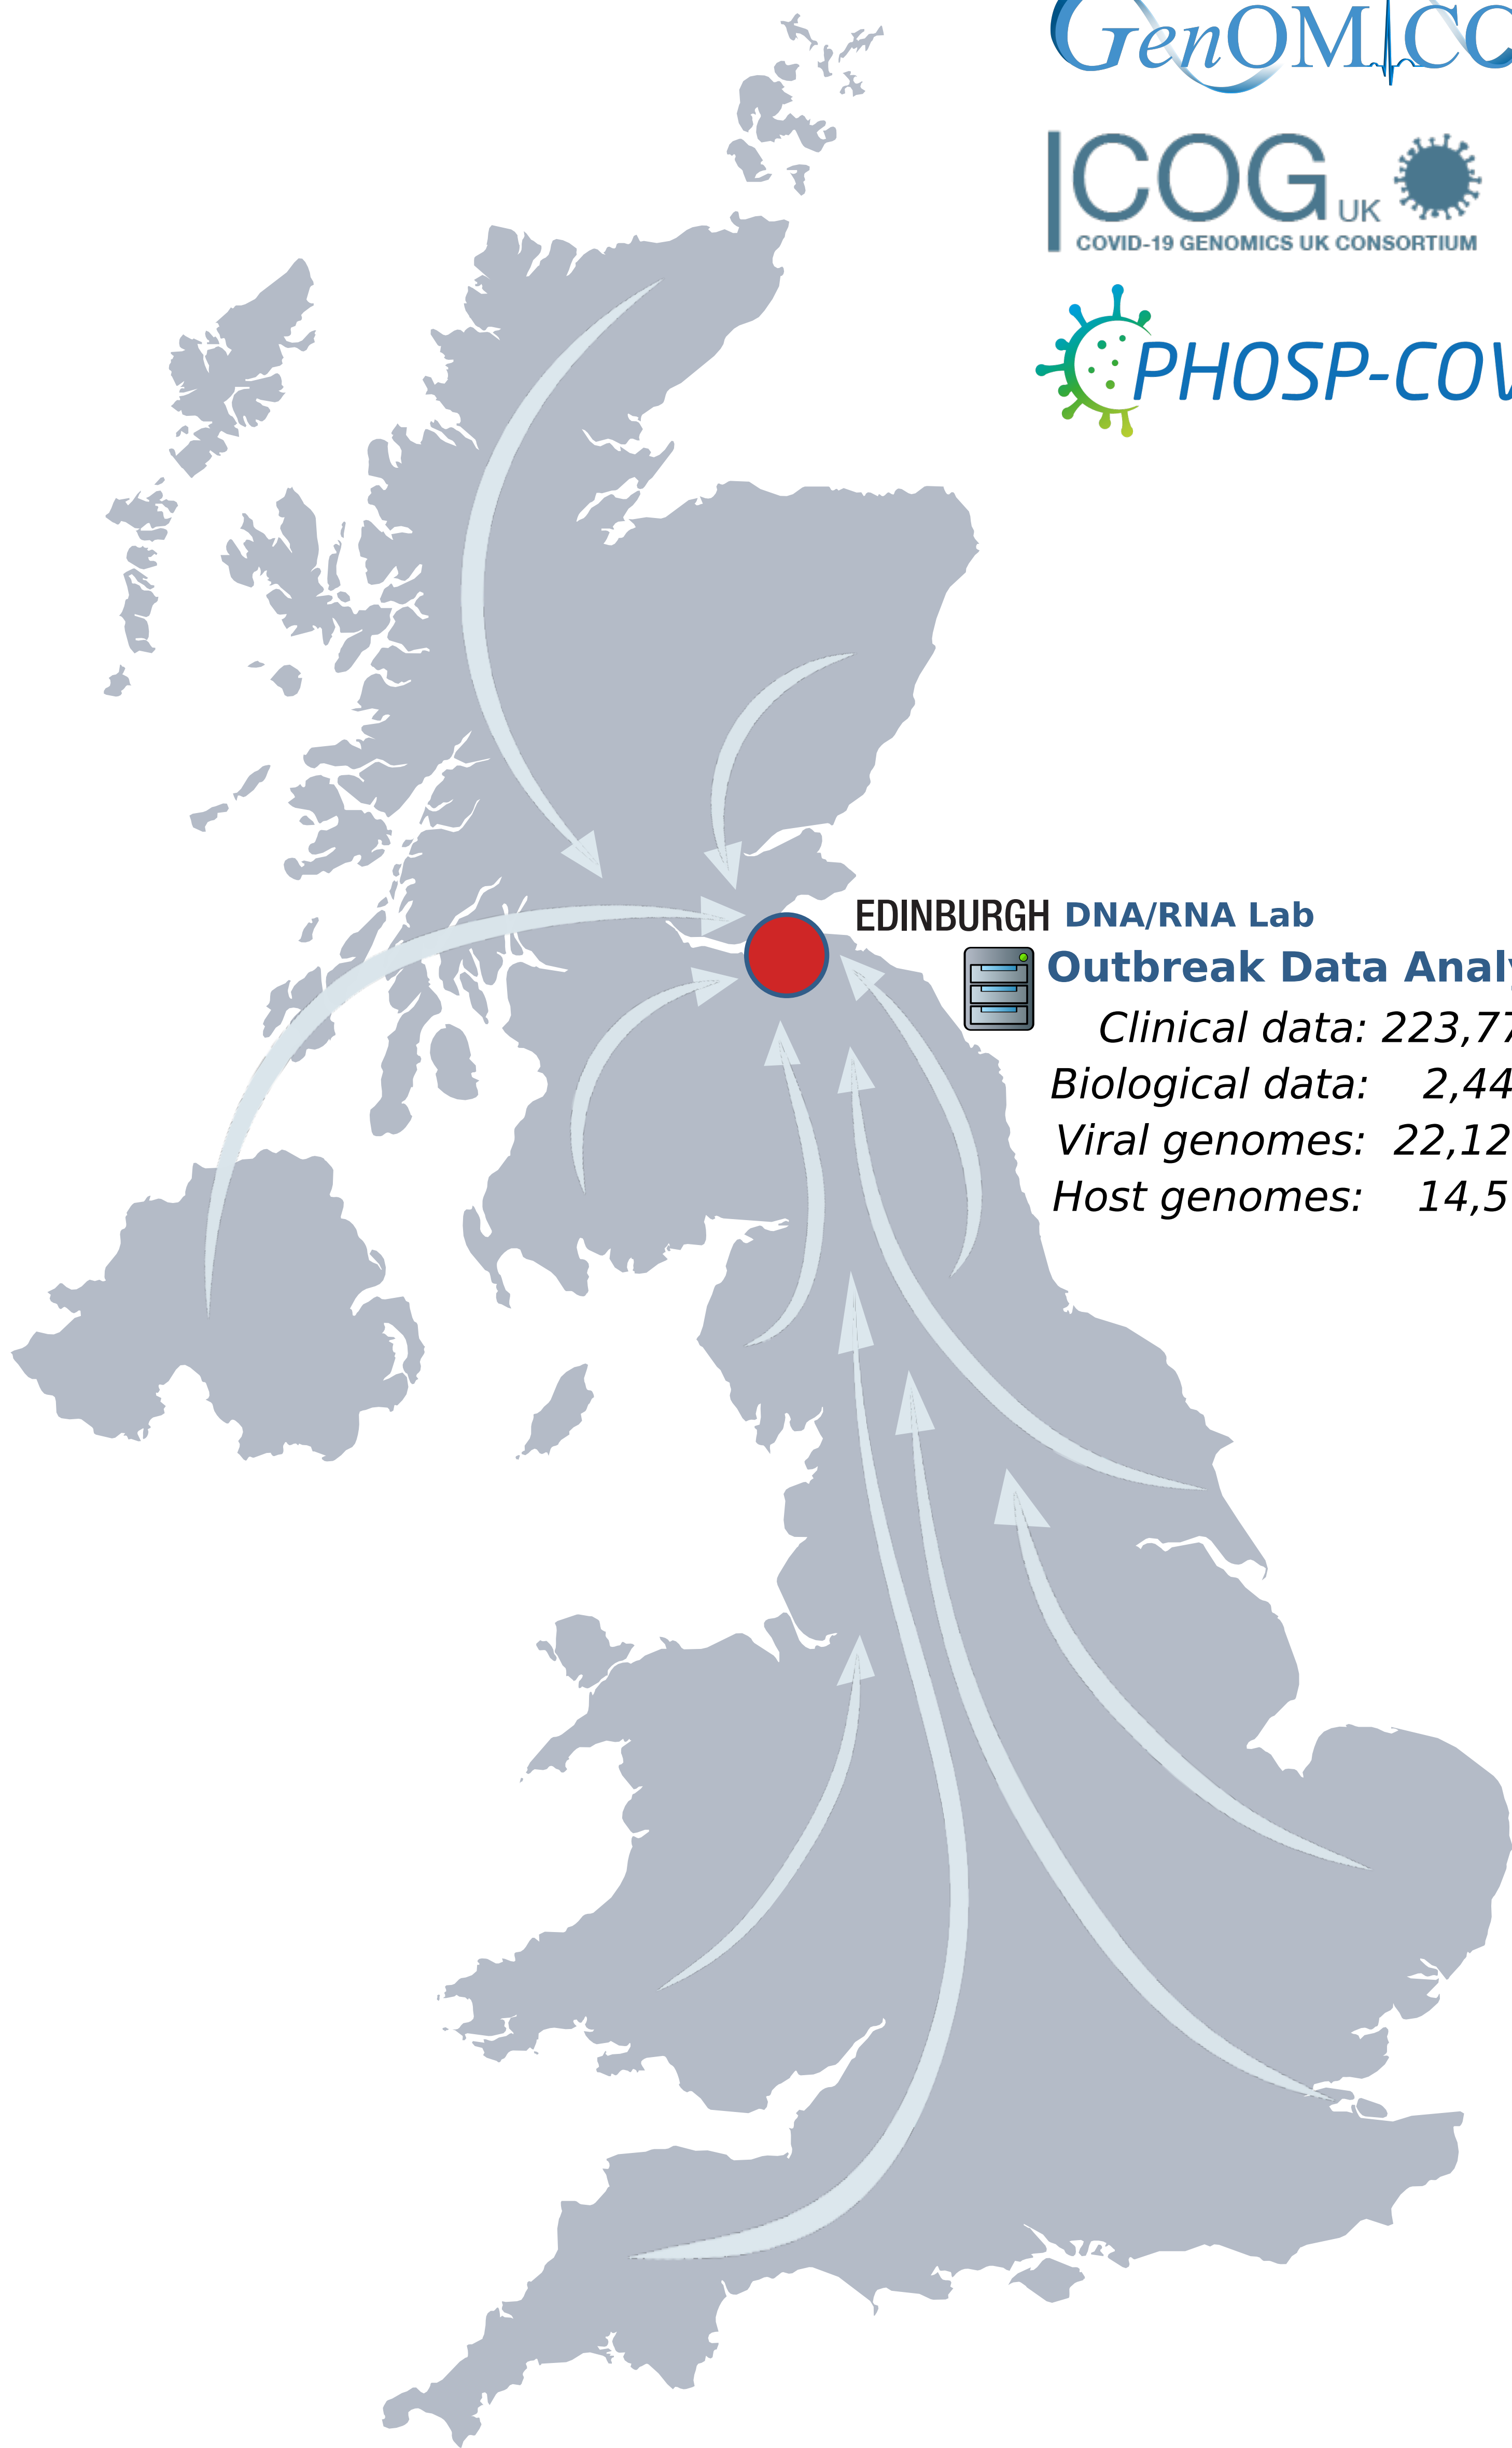 GenOMICC
COG UK
COVID-19 GENOMICS UK CONSORTIUM
PHOSP-COV
EDINBURGH DNA/RNA Lab
Outbreak Data Analy
Clinical data: 223,77
Biological data: 2,44
Viral genomes: 22,12
Host genomes: 14,5